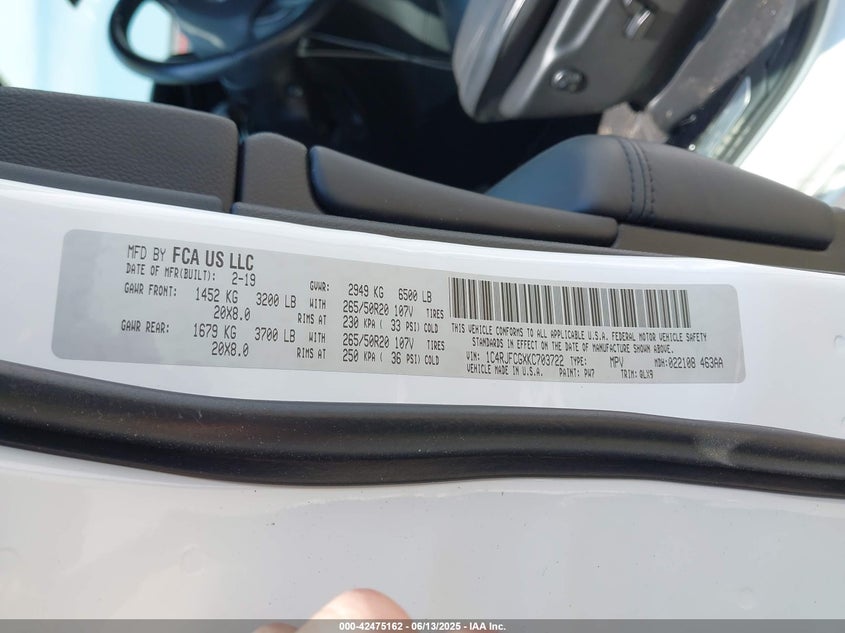 MFD BY FCA US LLC
DATE OF MFR(BUILT): 2-19 GVWR: 2949 KG 6500 LB
GAWR FRONT: 1452 KG 3200 LB WITH 265/50R20 107V TIRES
20X8.0 RIMS AT 230 KPA ( 33 PSI) COLD
GAWR REAR: 1679 KG 3700 LB WITH 265/50R20 107V TIRES
20X8.0 RIMS AT 250 KPA ( 36 PSI) COLD
THIS VEHICLE CONFORMS TO ALL APPLICABLE U.S.A. FEDERAL MOTOR VEHICLE SAFETY
STANDARDS IN EFFECT ON THE DATE OF MANUFACTURE SHOWN ABOVE.
VIN: 1C4RJFCGXKC703722 TYPE: MPV MDH: 022108 463AA
VEHICLE MADE IN U.S.A. PAINT: PW7 TRIM: QLX9
000-42475162 - 06/13/2025 - IAA Inc.